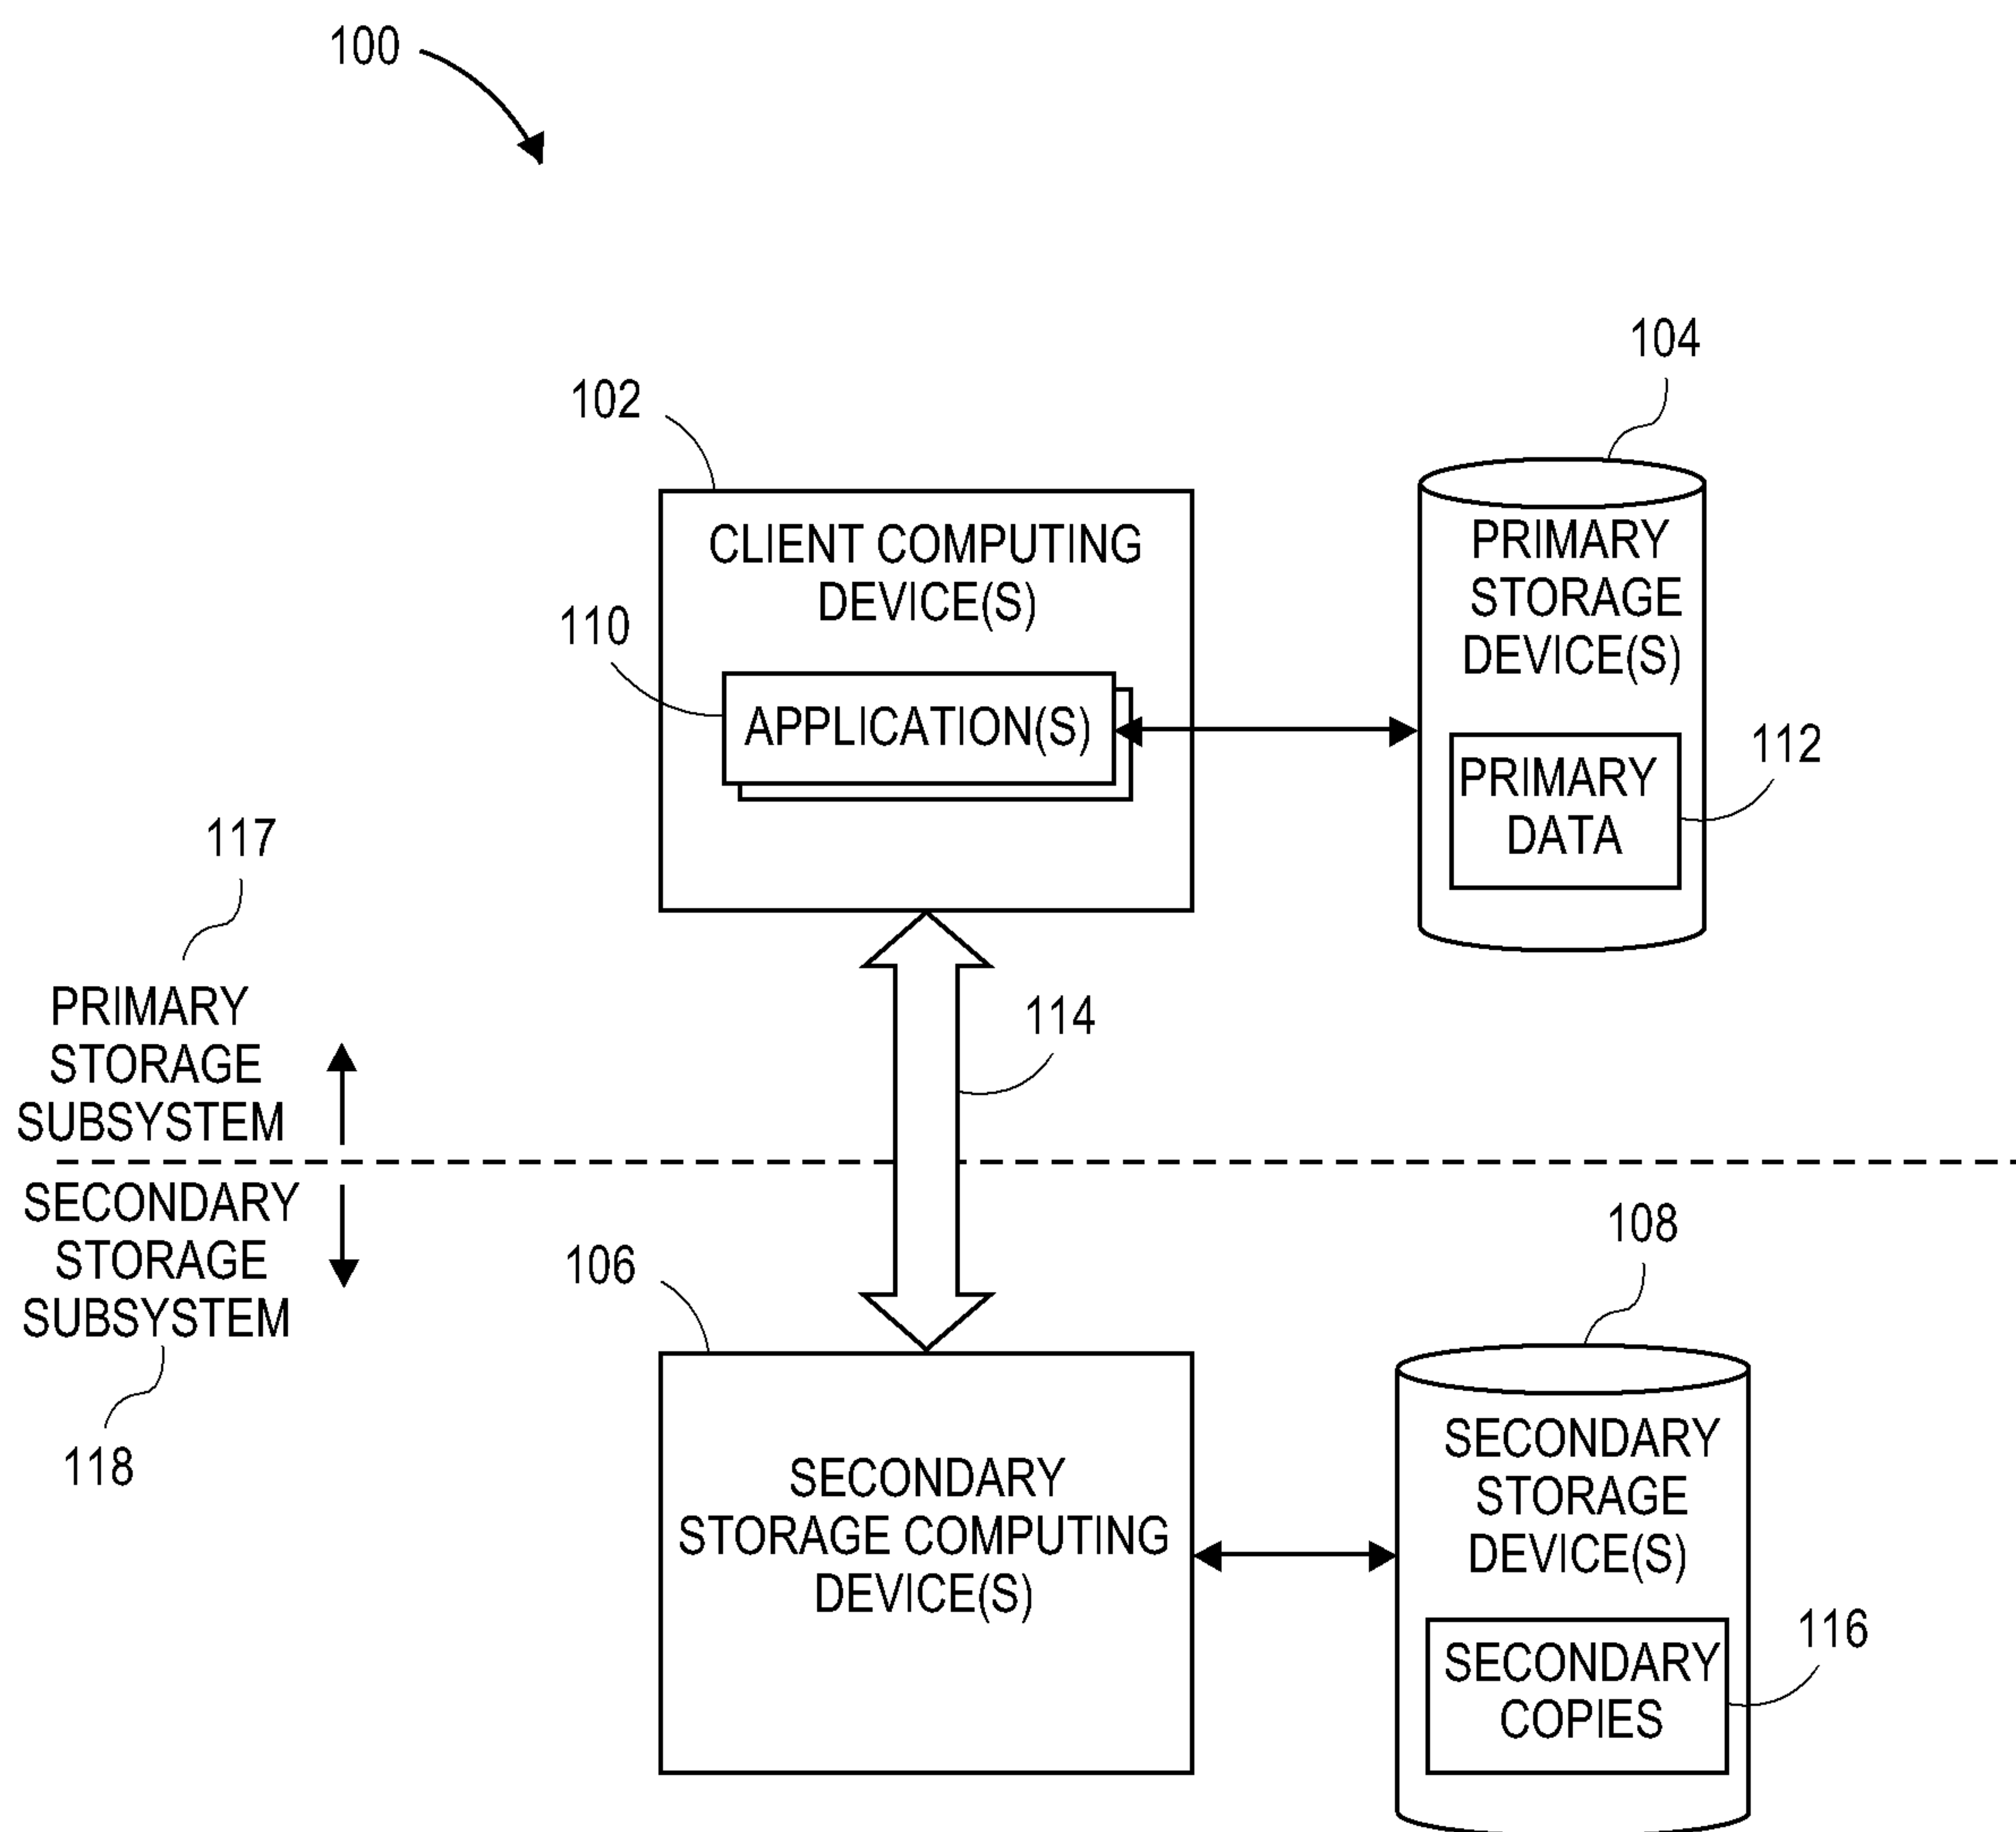 100
104
102
CLIENT COMPUTING
DEVICE(S)
110
APPLICATION(S)
PRIMARY
STORAGE
DEVICE(S)
112
PRIMARY
DATA
117
PRIMARY
STORAGE
SUBSYSTEM
114
SECONDARY
STORAGE
SUBSYSTEM
118
106
SECONDARY
STORAGE COMPUTING
DEVICE(S)
108
SECONDARY
STORAGE
DEVICE(S)
116
SECONDARY
COPIES